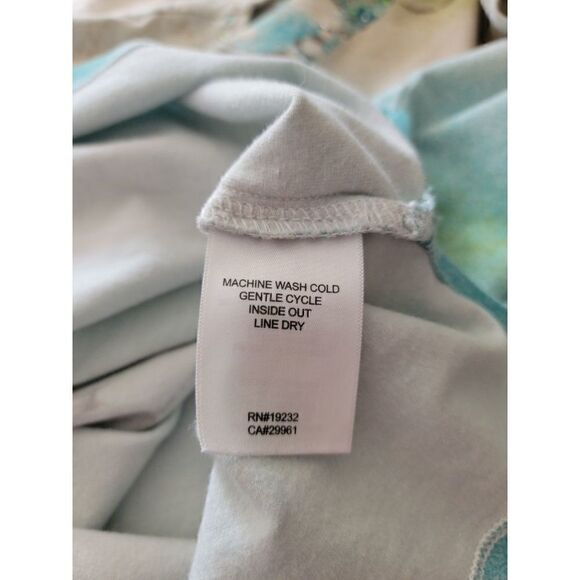 MACHINE WASH COLD
GENTLE CYCLE
INSIDE OUT
LINE DRY
RN#19232
CA#29961